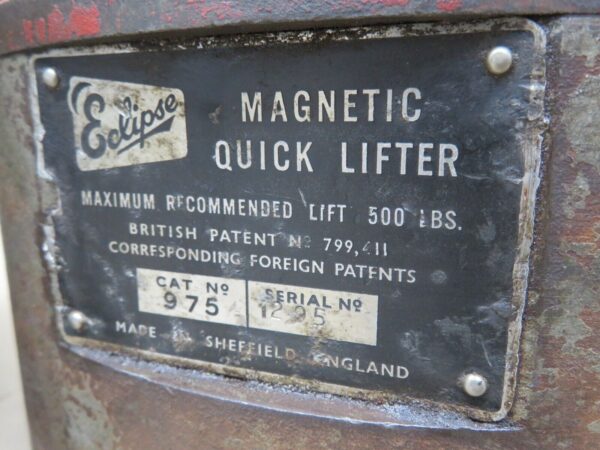 Eclipse
MAGNETIC
QUICK LIFTER
MAXIMUM RECOMMENDED LIFT 500 LBS.
BRITISH PATENT Nº 799,411
CORRESPONDING FOREIGN PATENTS
CAT Nº
975
SERIAL Nº
1295
MADE IN SHEFFIELD ENGLAND